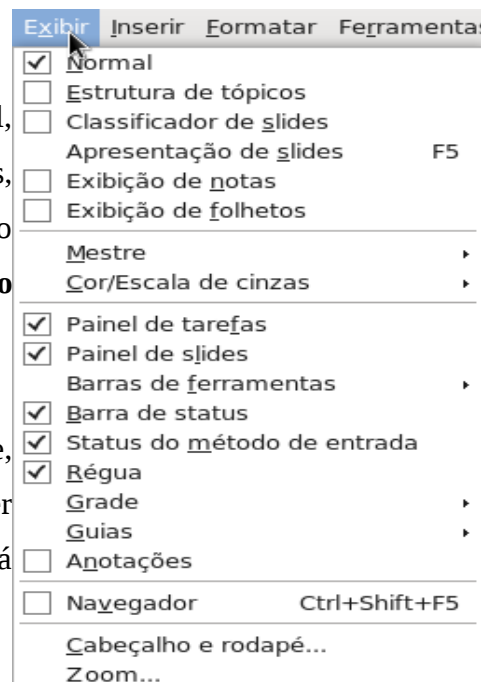 Exibir Inserir Formatar Ferramentas
Normal
Estrutura de tópicos
Classificador de slides
Apresentação de slides F5
Exibição de notas
Exibição de folhetos
Mestre
Cor/Escala de cinzas
Painel de tarefas
Painel de slides
Barras de ferramentas
Barra de status
Status do método de entrada
Régua
Grade
Guias
Anotações
Navegador Ctrl+Shift+F5
Cabeçalho e rodapé...
Zoom...